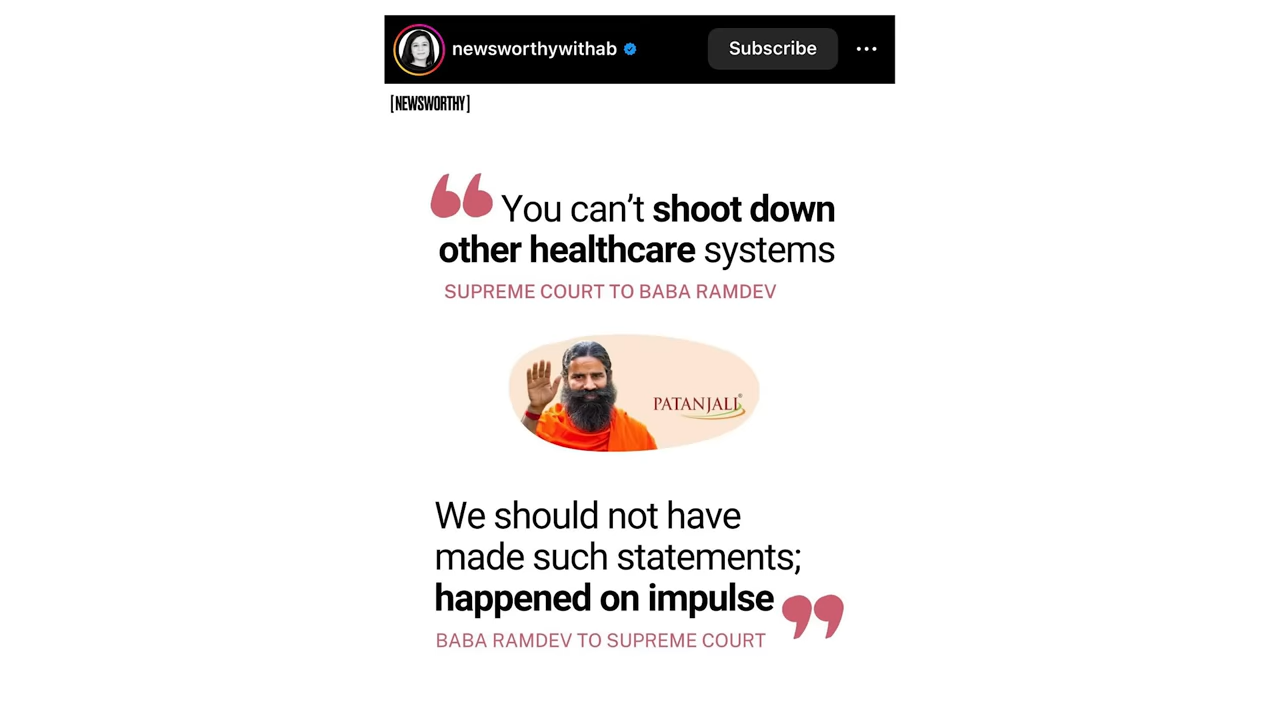 newsworthywithab
Subscribe
[NEWSWORTHY]
“ You can’t shoot down
other healthcare systems
SUPREME COURT TO BABA RAMDEV
PATANJALI®
We should not have
made such statements;
happened on impulse ”
BABA RAMDEV TO SUPREME COURT